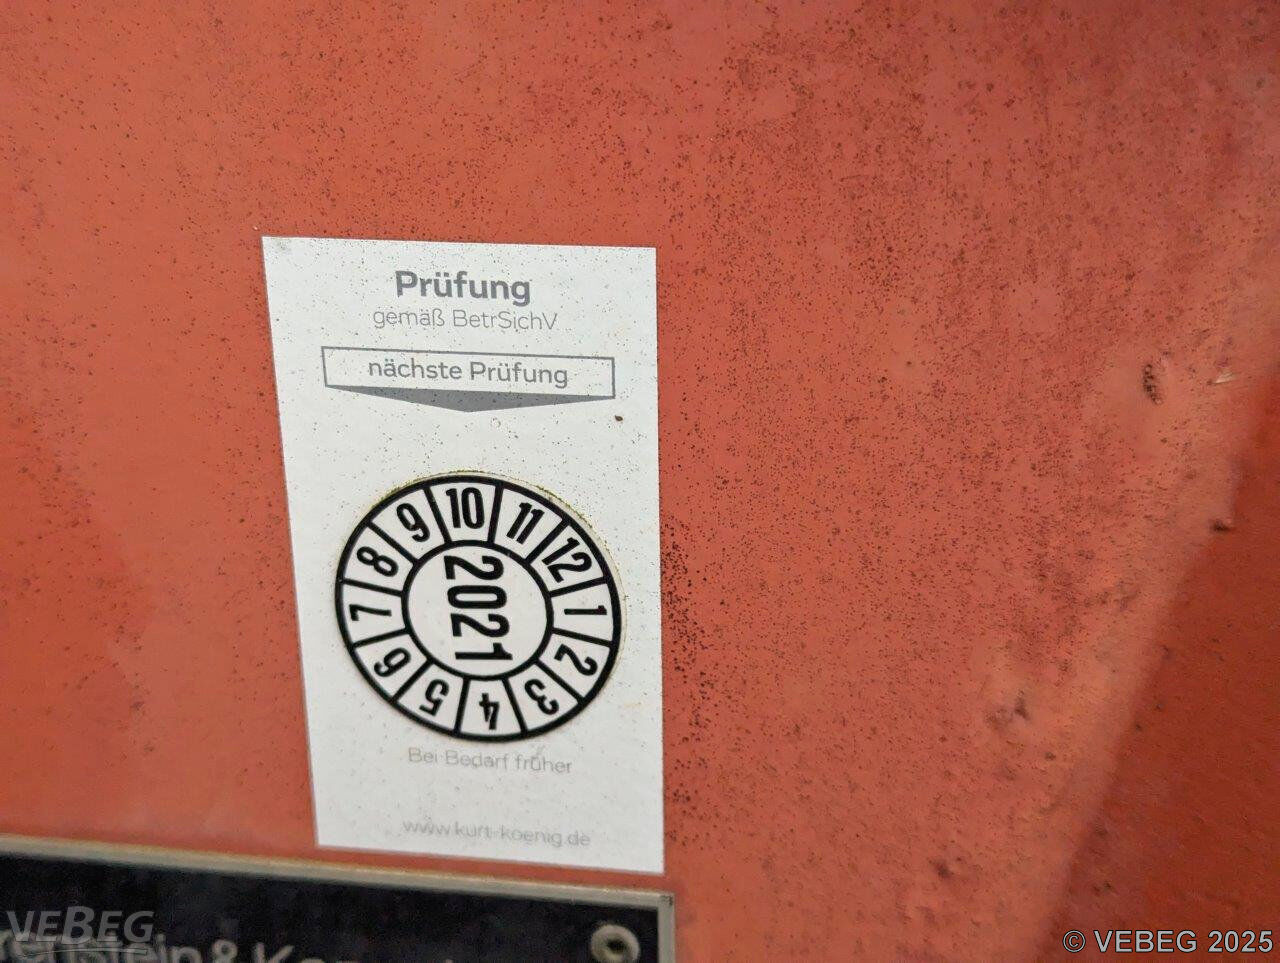 Prüfung
gemäß BetrSichV
nächste Prüfung
10
11
12
1
2
3
4
5
6
7
8
9
2021
Bei Bedarf früher
www.kurt-koenig.de
VEBEG
© VEBEG 2025